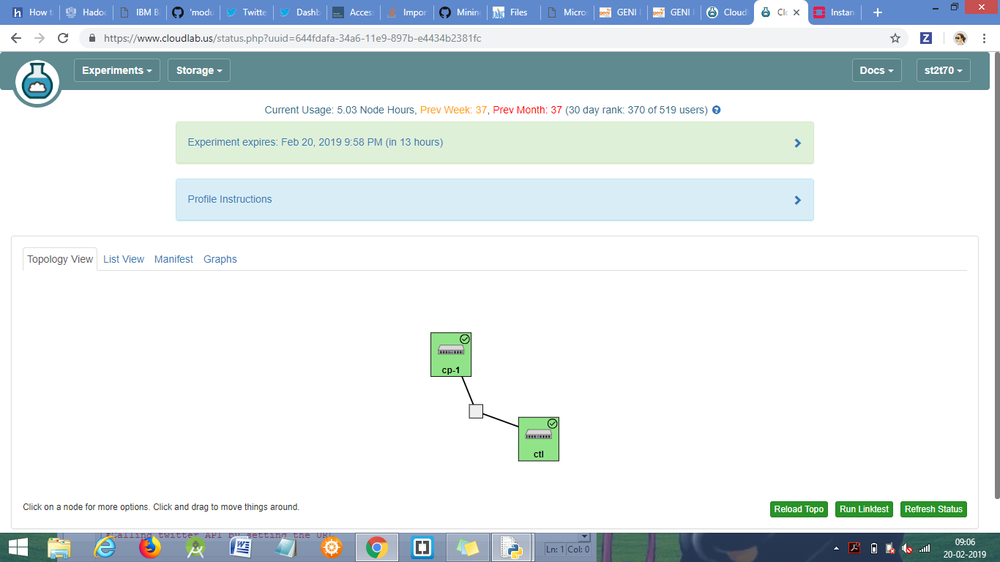 How t Hadoc IBM B 'modu Twitte Dashb Acces Impor Minin Files Micros GENI GENI Cloud Clo Instan
https://www.cloudlab.us/status.php?uuid=644fdafa-34a6-11e9-897b-e4434b2381fc Z
Experiments Storage Docs st2t70
Current Usage: 5.03 Node Hours, Prev Week: 37, Prev Month: 37 (30 day rank: 370 of 519 users)
Experiment expires: Feb 20, 2019 9:58 PM (in 13 hours)
Profile Instructions
Topology View List View Manifest Graphs
cp-1
ctl
Click on a node for more options. Click and drag to move things around.
Reload Topo Run Linktest Refresh Status
#Calling twitter API by getting the URL
Ln: 1 Col: 0
09:06
20-02-2019